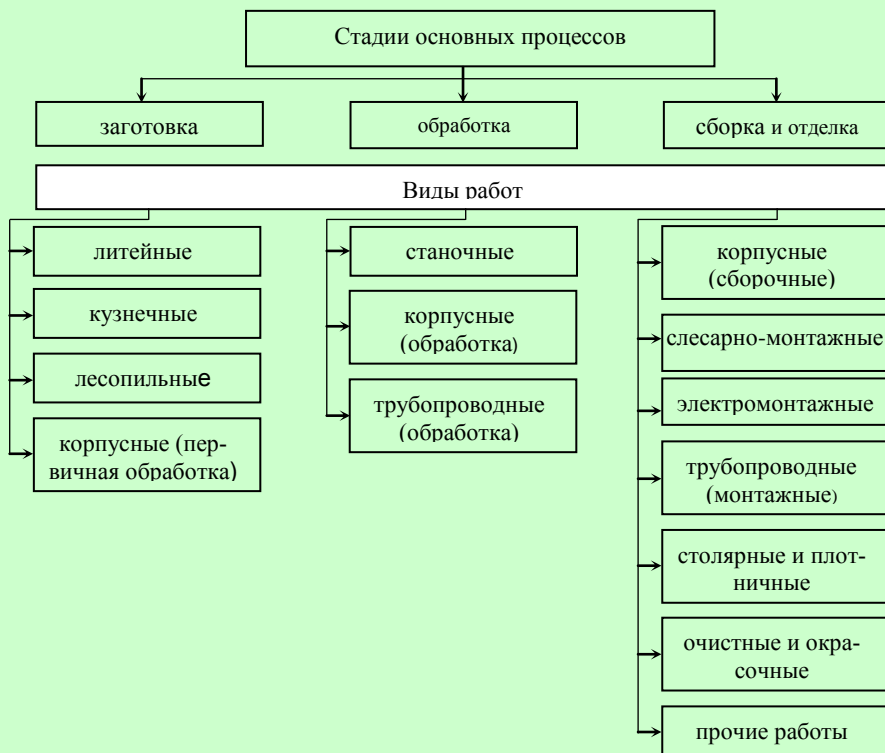 Стадии основных процессов
заготовка
обработка
сборка и отделка
Виды работ
литейные
кузнечные
лесопильные
корпусные (пер-
вичная обработка)
станочные
корпусные
(обработка)
трубопроводные
(обработка)
корпусные
(сборочные)
слесарно-монтажные
электромонтажные
трубопроводные
(монтажные)
столярные и плот-
ничные
очистные и окра-
сочные
прочие работы